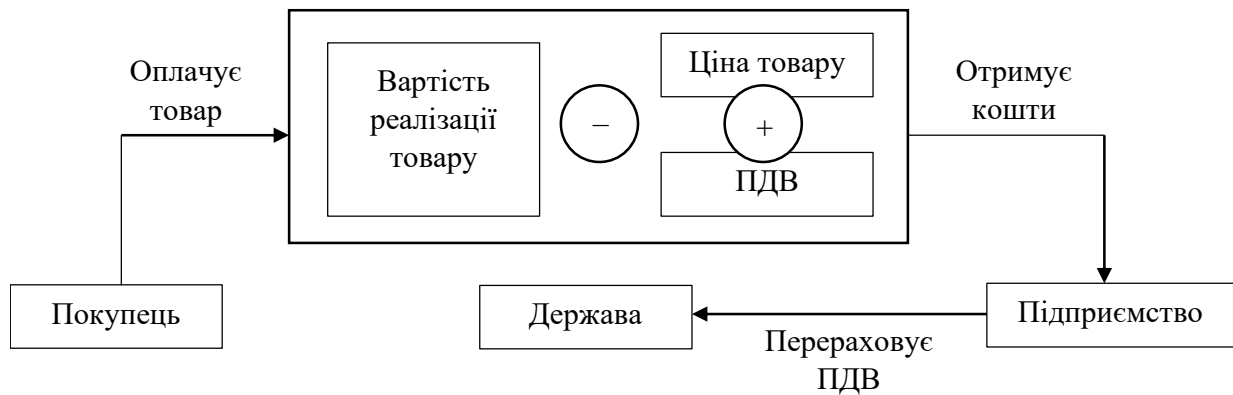 Оплачує
товар
Вартість
реалізації
товару
–
Ціна товару
+
ПДВ
Отримує
кошти
Покупець
Держава
Перераховує
ПДВ
Підприємство